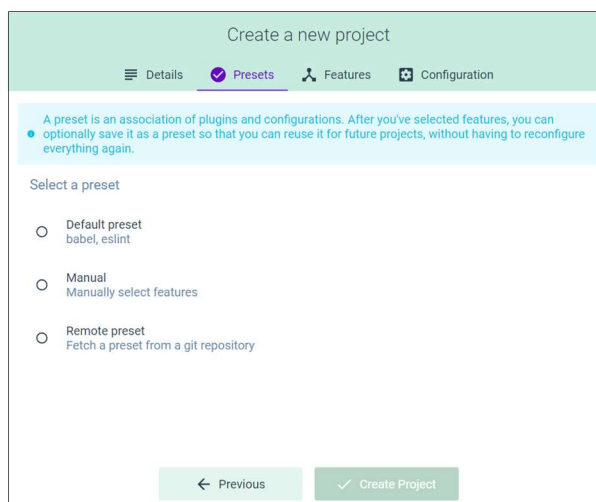 Create a new project
Details Presets Features Configuration
A preset is an association of plugins and configurations. After you've selected features, you can
optionally save it as a preset so that you can reuse it for future projects, without having to reconfigure
everything again.
Select a preset
Default preset
babel, eslint
Manual
Manually select features
Remote preset
Fetch a preset from a git repository
Previous Create Project